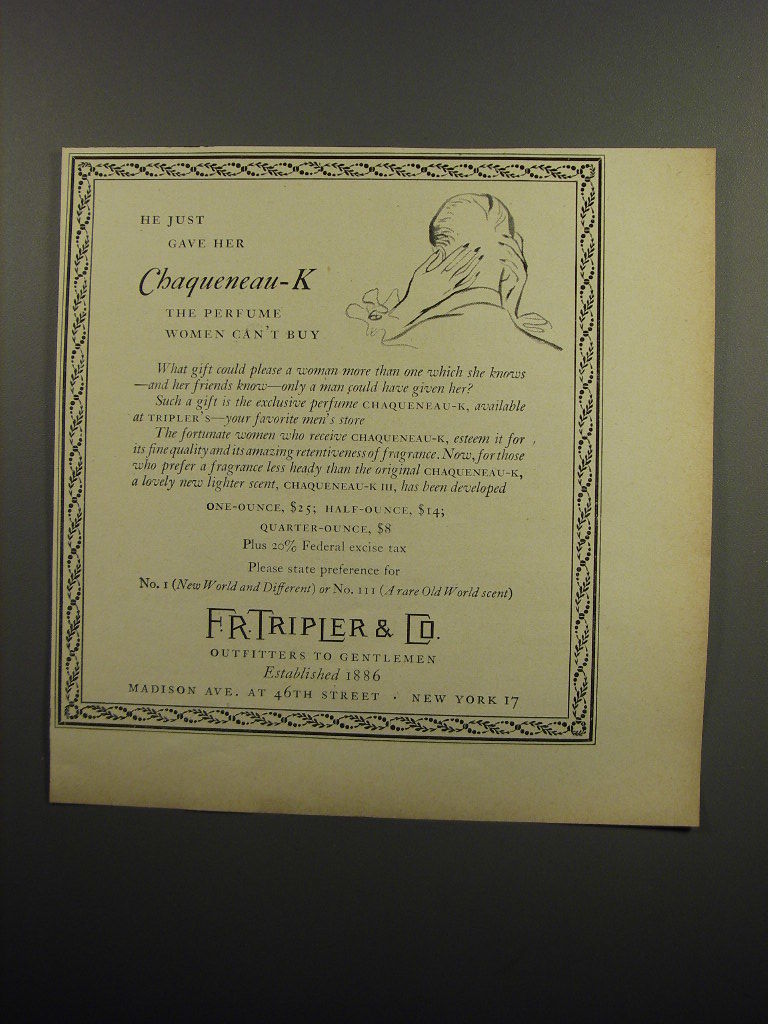 HE JUST
GAVE HER
Chaqueneau-K
THE PERFUME
WOMEN CAN'T BUY
What gift could please a woman more than one which she knows
—and her friends know—only a man could have given her?
Such a gift is the exclusive perfume CHAQUENEAU-K, available
at TRIPLER'S—your favorite men's store
The fortunate women who receive CHAQUENEAU-K, esteem it for
its fine quality and its amazing retentiveness of fragrance. Now, for those
who prefer a fragrance less heady than the original CHAQUENEAU-K,
a lovely new lighter scent, CHAQUENEAU-K III, has been developed
ONE-OUNCE, $25; HALF-OUNCE, $14;
QUARTER-OUNCE, $8
Plus 20% Federal excise tax
Please state preference for
No. 1 (New World and Different) or No. 111 (A rare Old World scent)
F.R.TRIPLER & CO.
OUTFITTERS TO GENTLEMEN
Established 1886
MADISON AVE. AT 46TH STREET · NEW YORK 17